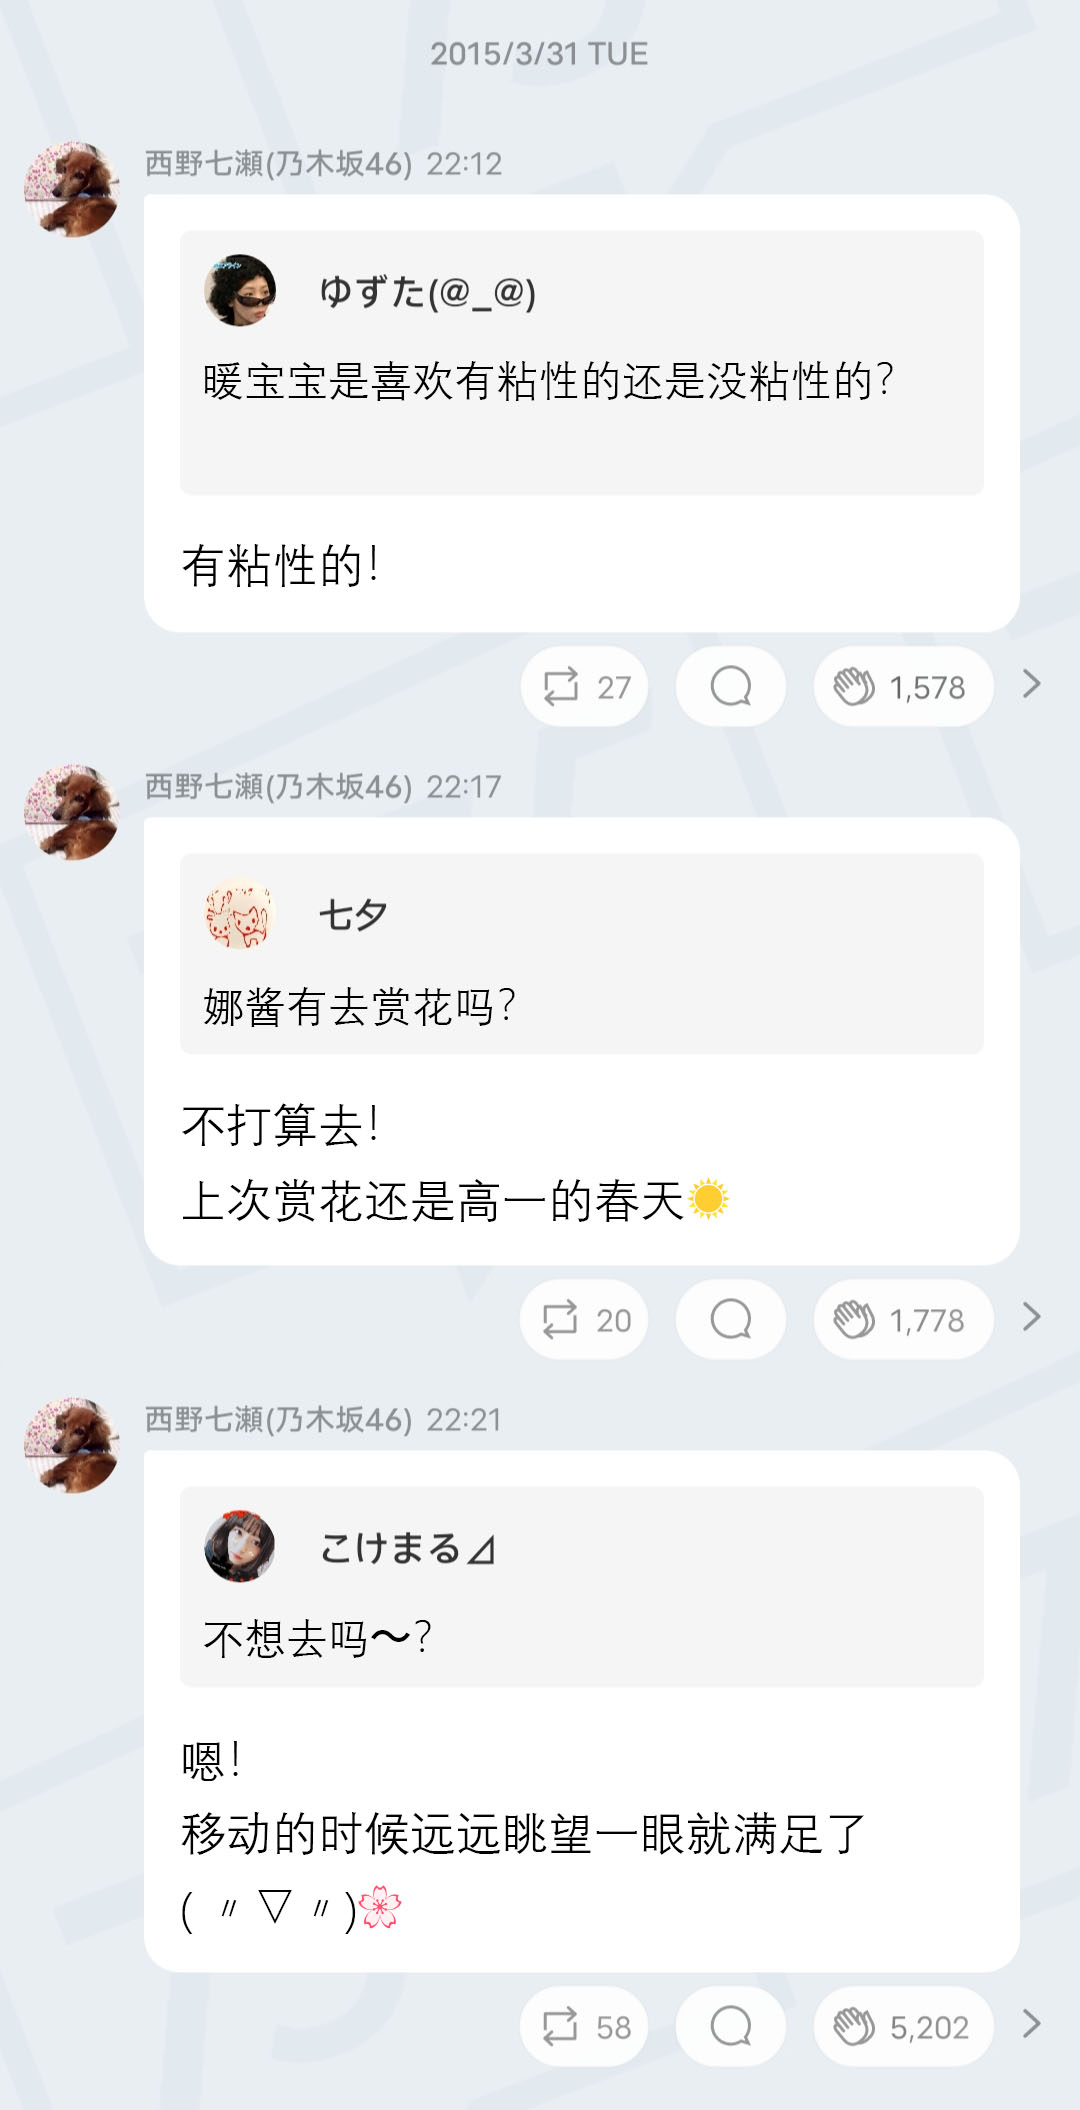 2015/3/31 TUE
西野七瀬(乃木坂46) 22:12
ゆずた(@_@)
暖宝宝是喜欢有粘性的还是没粘性的？
有粘性的！
27
1,578
西野七瀬(乃木坂46) 22:17
七夕
娜酱有去赏花吗？
不打算去！
上次赏花还是高一的春天☀️
20
1,778
西野七瀬(乃木坂46) 22:21
こけまる⊿
不想去吗～？
嗯！
移动的时候远远眺望一眼就满足了
( 〃▽〃)🌸
58
5,202